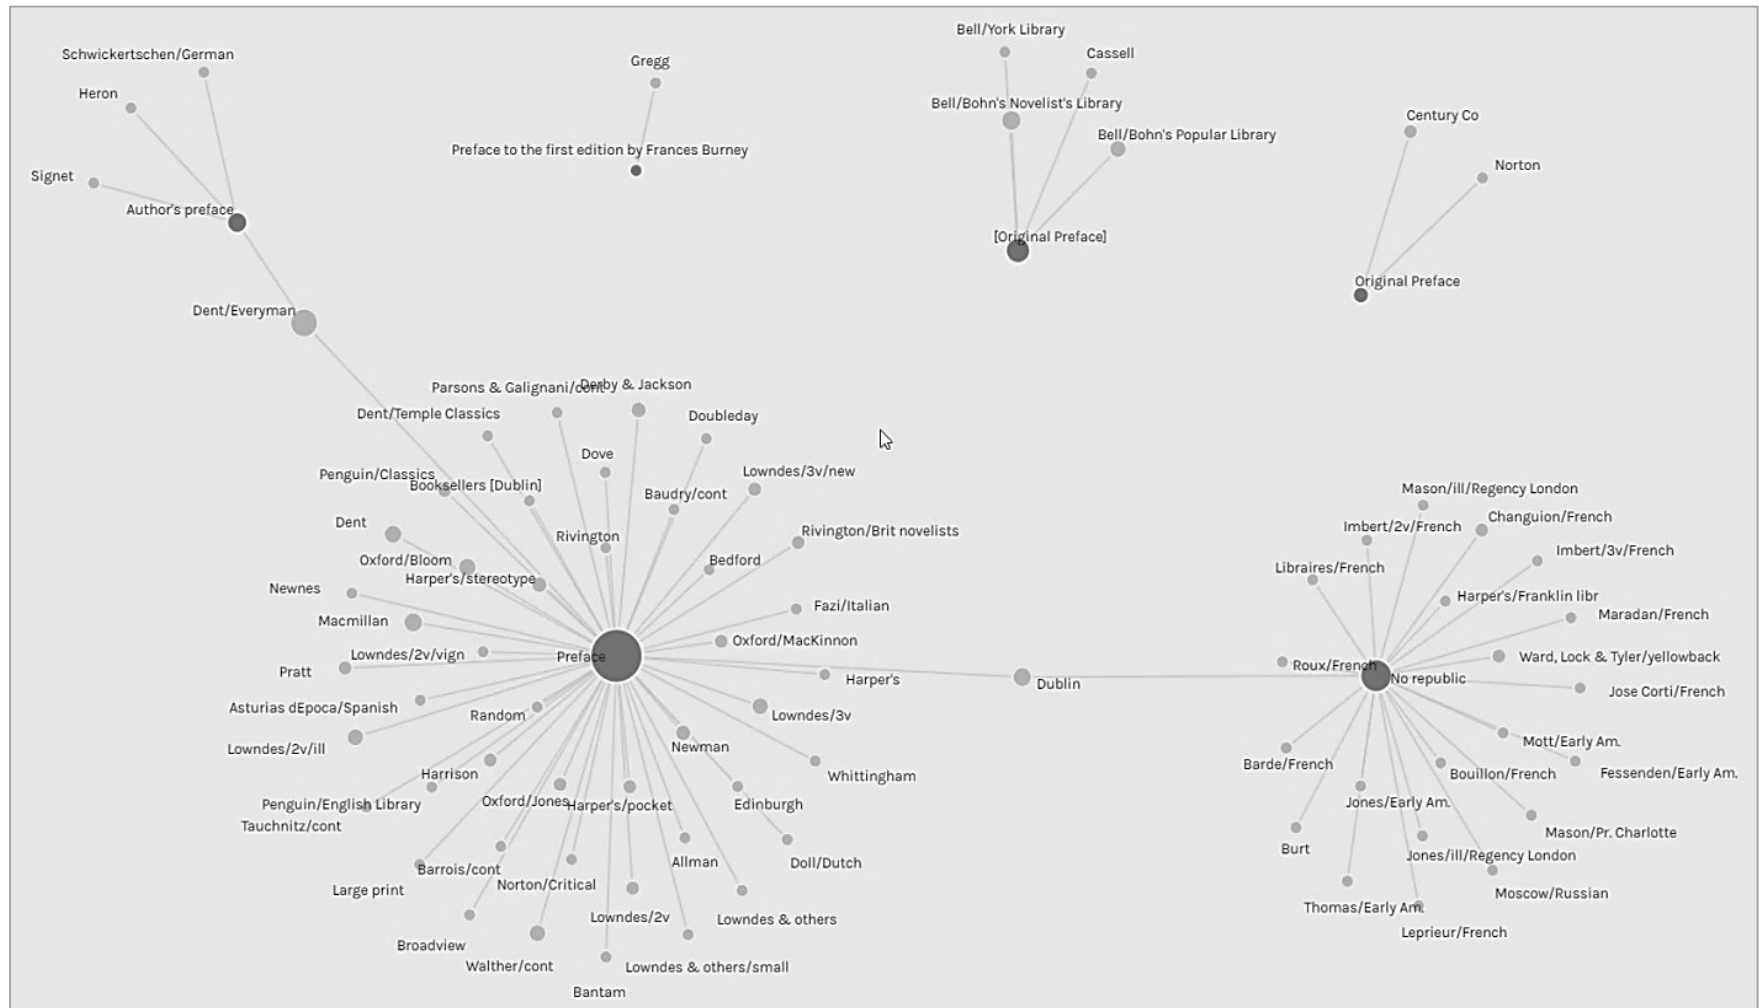 Bell/York Library
Schwickertschen/German
Cassell
Gregg
Heron
Bell/Bohn's Novelist's Library
Century Co
Bell/Bohn's Popular Library
Preface to the first edition by Frances Burney
Norton
Signet
Author's preface
[Original Preface]
Original Preface
Dent/Everyman
Parsons & Galignani/cont
Derby & Jackson
Dent/Temple Classics
Doubleday
Dove
Lowndes/3v/new
Penguin/Classics
Booksellers [Dublin]
Baudry/cont
Mason/ill/Regency London
Changuion/French
Dent
Imbert/2v/French
Rivington/Brit novelists
Rivington
Imbert/3v/French
Oxford/Bloom
Bedford
Libraires/French
Harper's/stereotype
Newnes
Harper's/Franklin libr
Fazi/Italian
Maradan/French
Macmillan
Oxford/MacKinnon
Lowndes/2v/vign
Preface
Ward, Lock & Tyler/yellowback
Roux/French
Pratt
Harper's
No republic
Dublin
Jose Corti/French
Asturias dEpoca/Spanish
Random
Lowndes/3v
Mott/Early Am.
Lowndes/2v/ill
Newman
Barde/French
Harrison
Whittingham
Bouillon/French
Fessenden/Early Am.
Penguin/English Library
Oxford/Jones
Harper's/pocket
Edinburgh
Jones/Early Am.
Tauchnitz/cont
Mason/Pr. Charlotte
Burt
Jones/ill/Regency London
Allman
Doll/Dutch
Barrois/cont
Large print
Norton/Critical
Moscow/Russian
Thomas/Early Am.
Lowndes/2v
Lowndes & others
Leprieur/French
Broadview
Walther/cont
Lowndes & others/small
Bantam